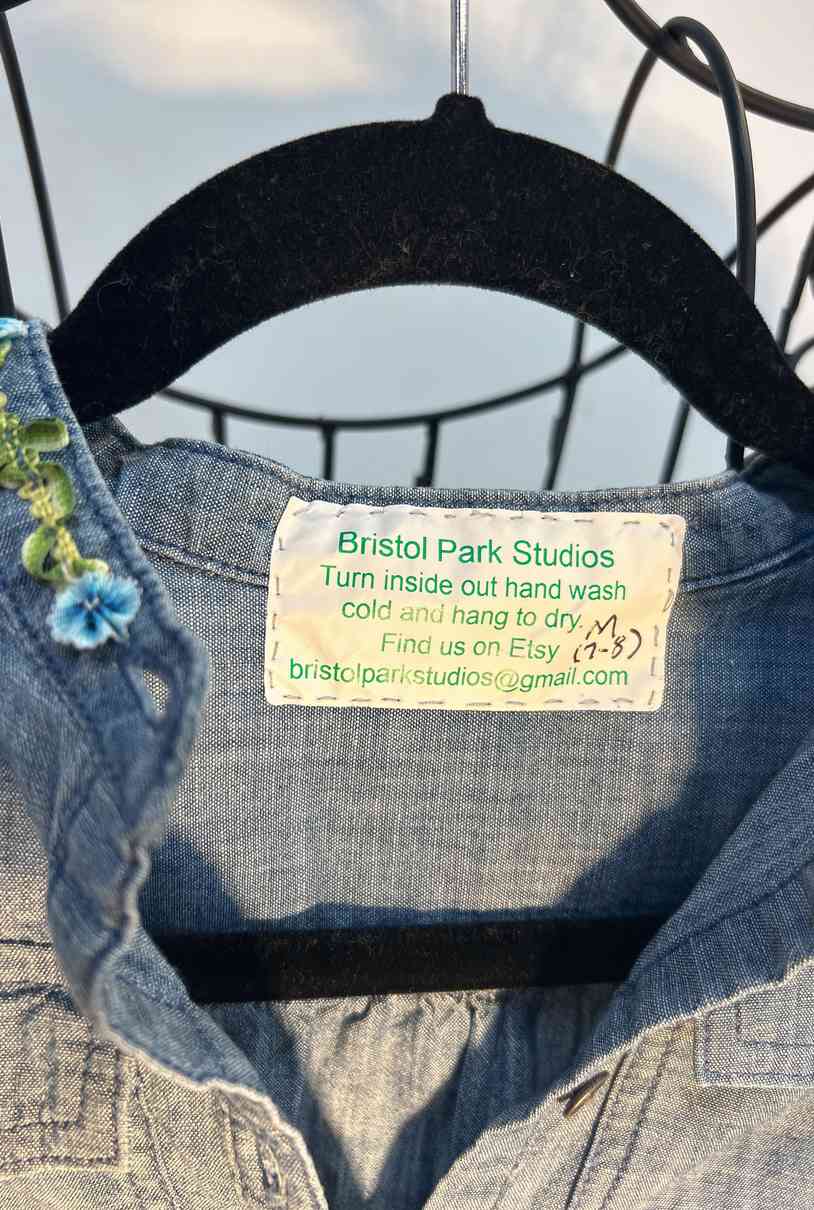 Bristol Park Studios
Turn inside out hand wash
cold and hang to dry. M
Find us on Etsy (7-8)
bristolparkstudios@gmail.com